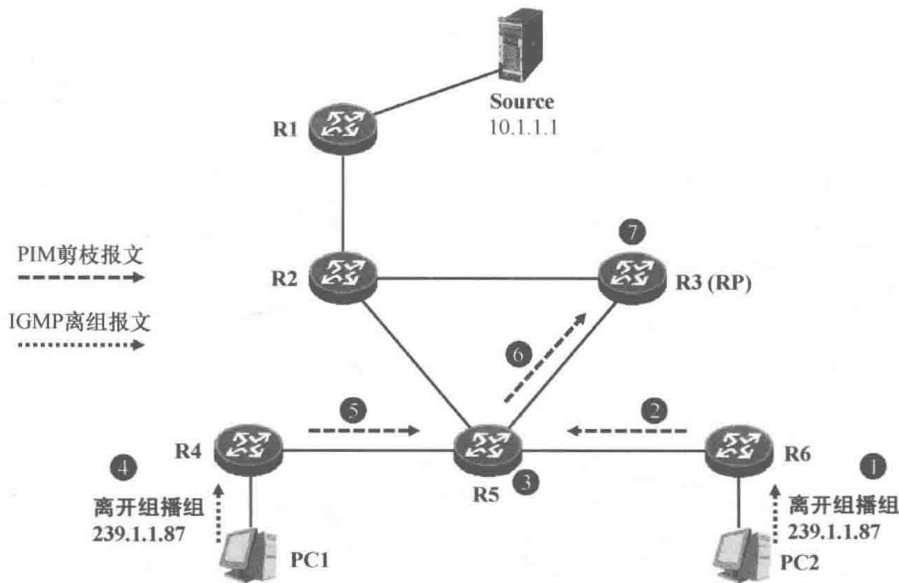 Source
10.1.1.1
R1
PIM剪枝报文
IGMP离组报文
R2
7
R3 (RP)
6
5
2
R4
R5
3
R6
4
离开组播组
239.1.1.87
PC1
1
离开组播组
239.1.1.87
PC2